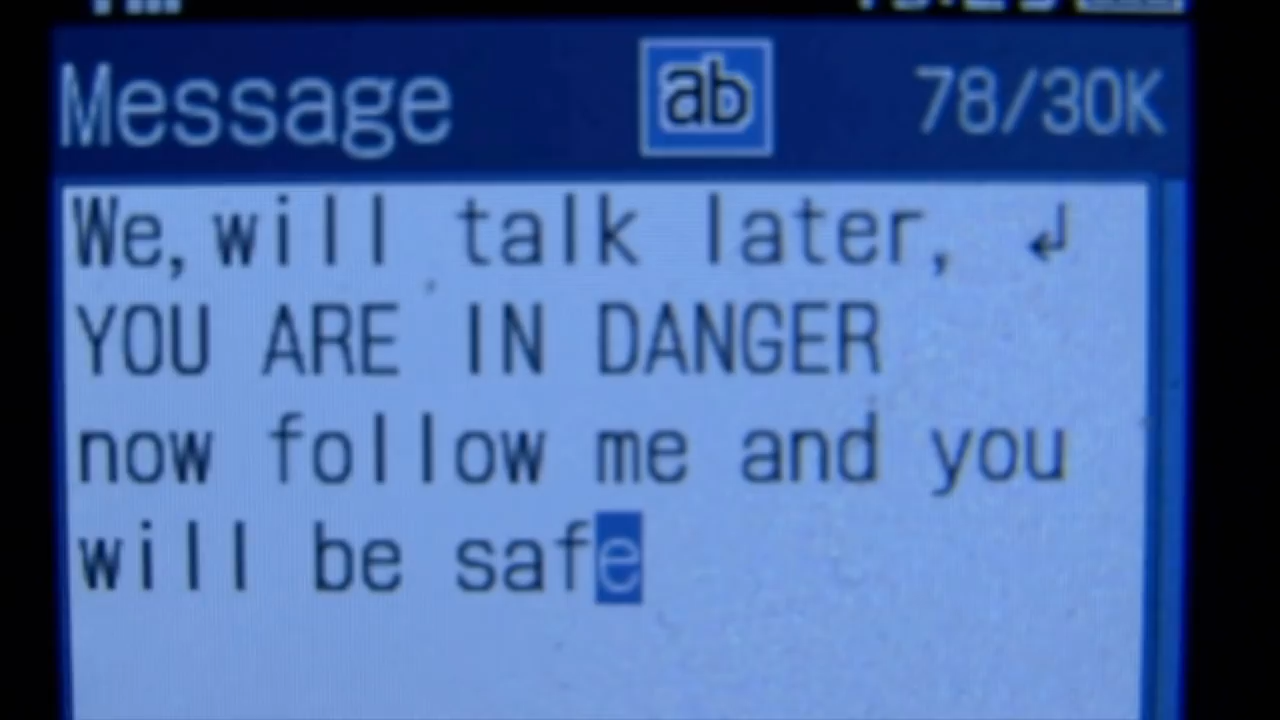 Message ab 78/30K
We,will talk later, ↲
YOU ARE IN DANGER
now follow me and you
will be safe